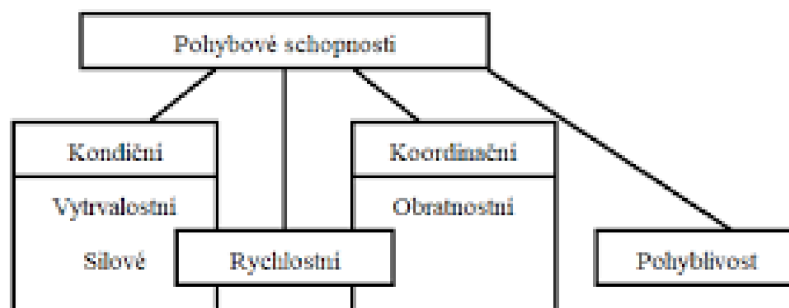 Pohybové schopnosti
Kondiční
Koordinační
Vytrvalostní
Obratnostní
Silové
Rychlostní
Pohyblivost